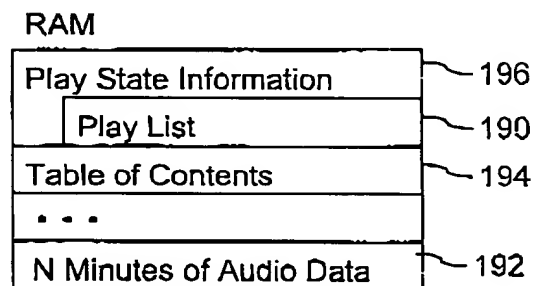 RAM
Play State Information 196
Play List 190
Table of Contents 194
• • •
N Minutes of Audio Data 192